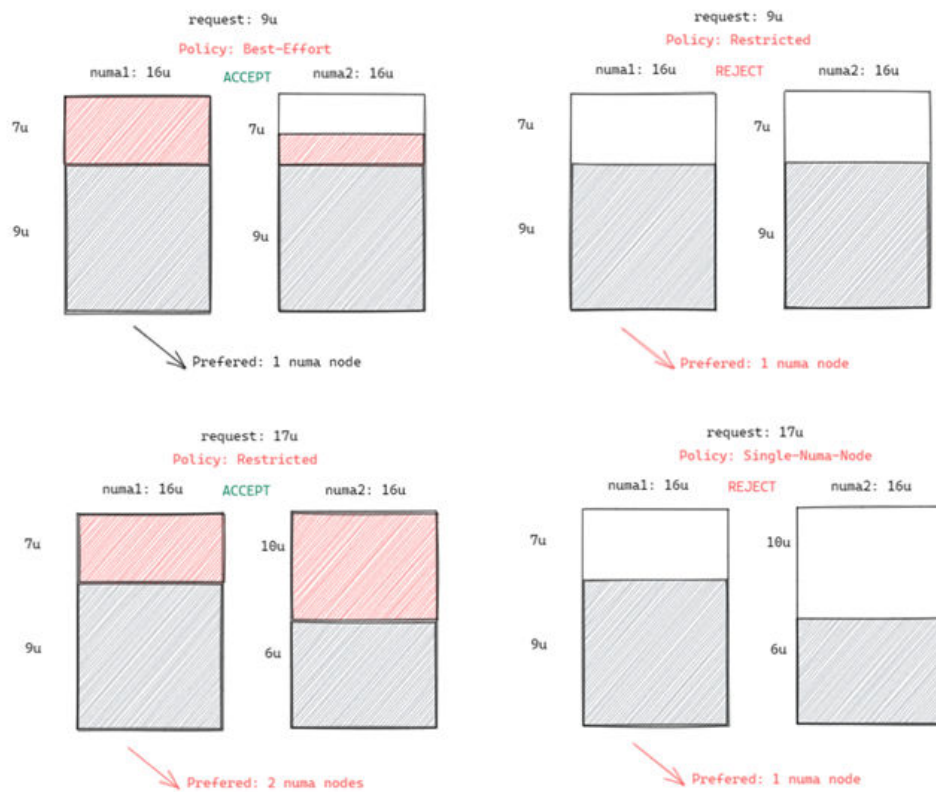 request: 9u
Policy: Best-Effort
numa1: 16u ACCEPT numa2: 16u
7u 7u
9u 9u
Prefered: 1 numa node
request: 9u
Policy: Restricted
numa1: 16u REJECT numa2: 16u
7u 7u
9u 9u
Prefered: 1 numa node
request: 17u
Policy: Restricted
numa1: 16u ACCEPT numa2: 16u
7u 10u
9u 6u
Prefered: 2 numa nodes
request: 17u
Policy: Single-Numa-Node
numa1: 16u REJECT numa2: 16u
7u 10u
9u 6u
Prefered: 1 numa node